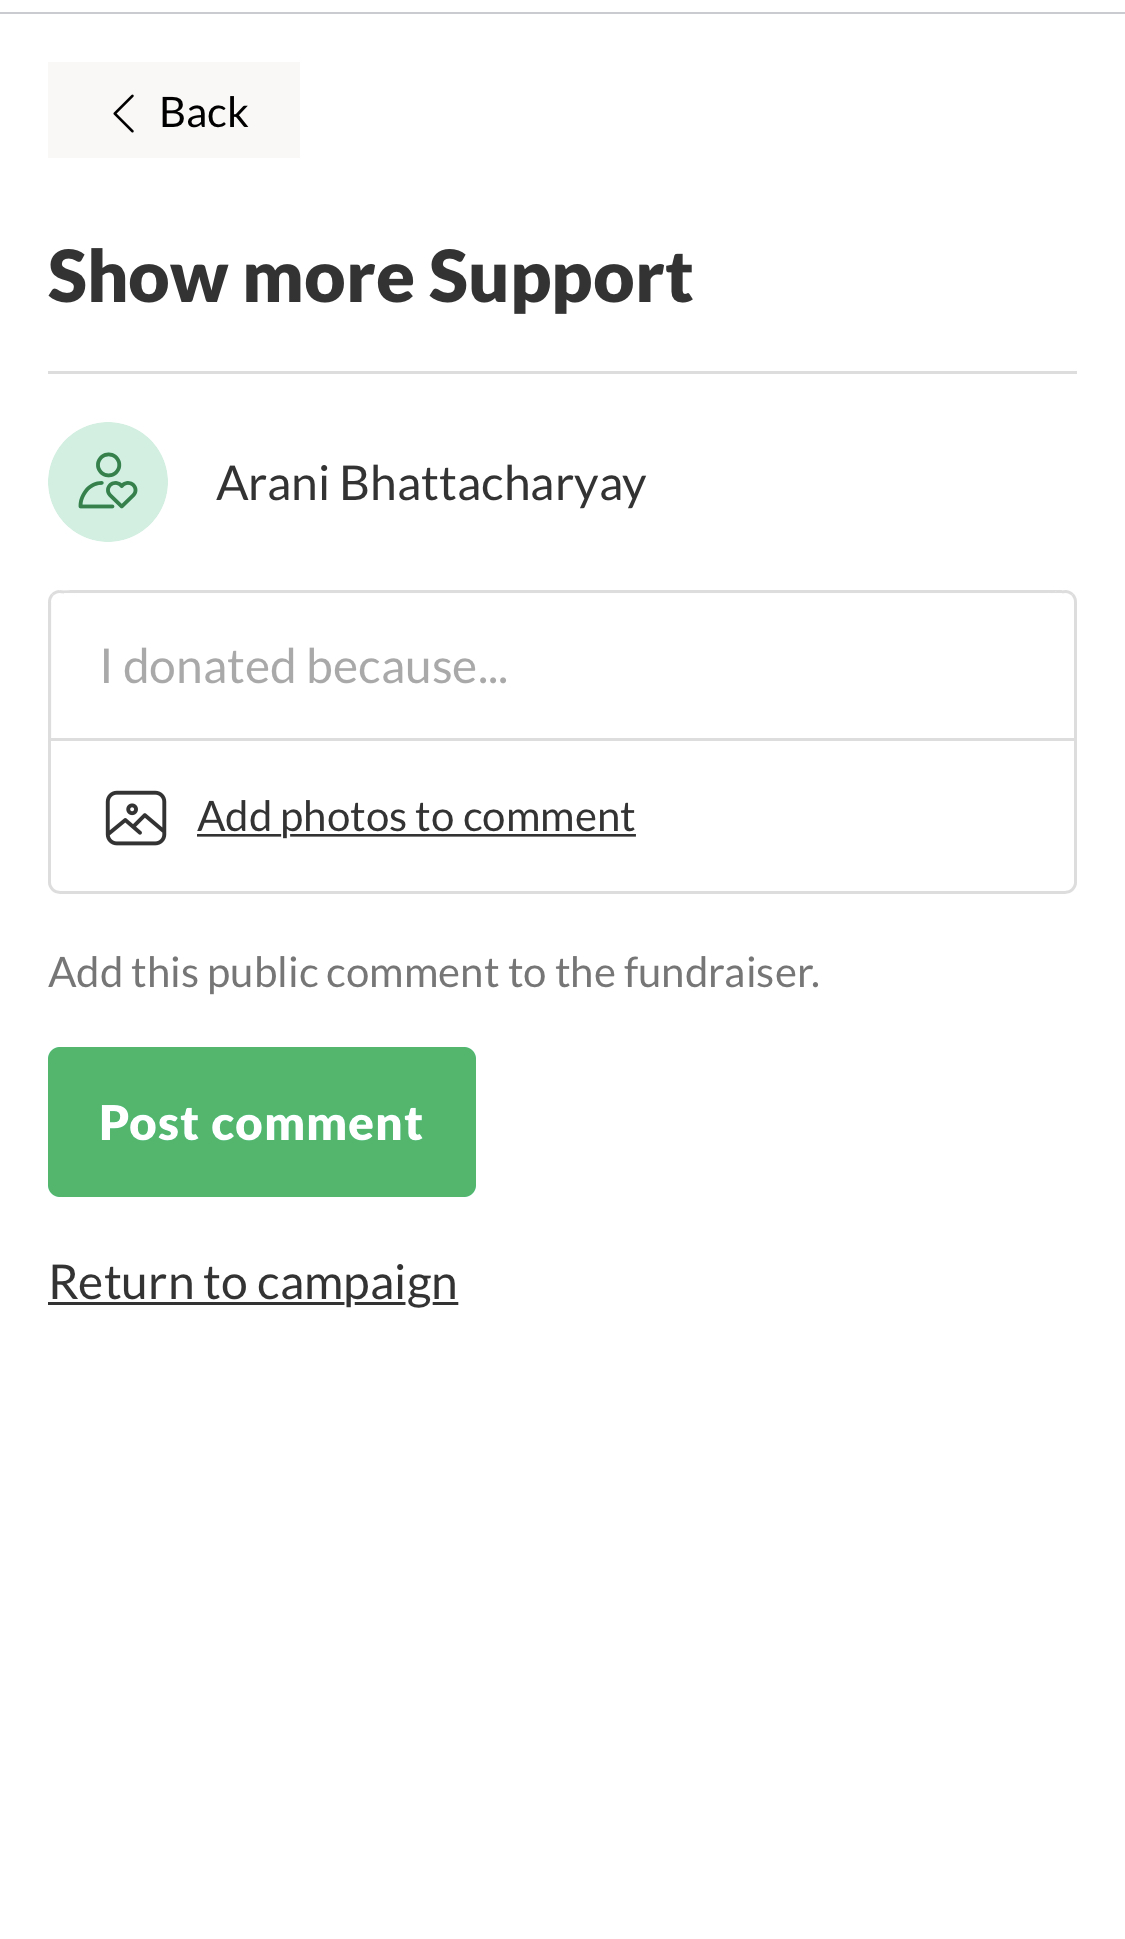 Back
Show more Support
Arani Bhattacharyay
I donated because...
Add photos to comment
Add this public comment to the fundraiser.
Post comment
Return to campaign